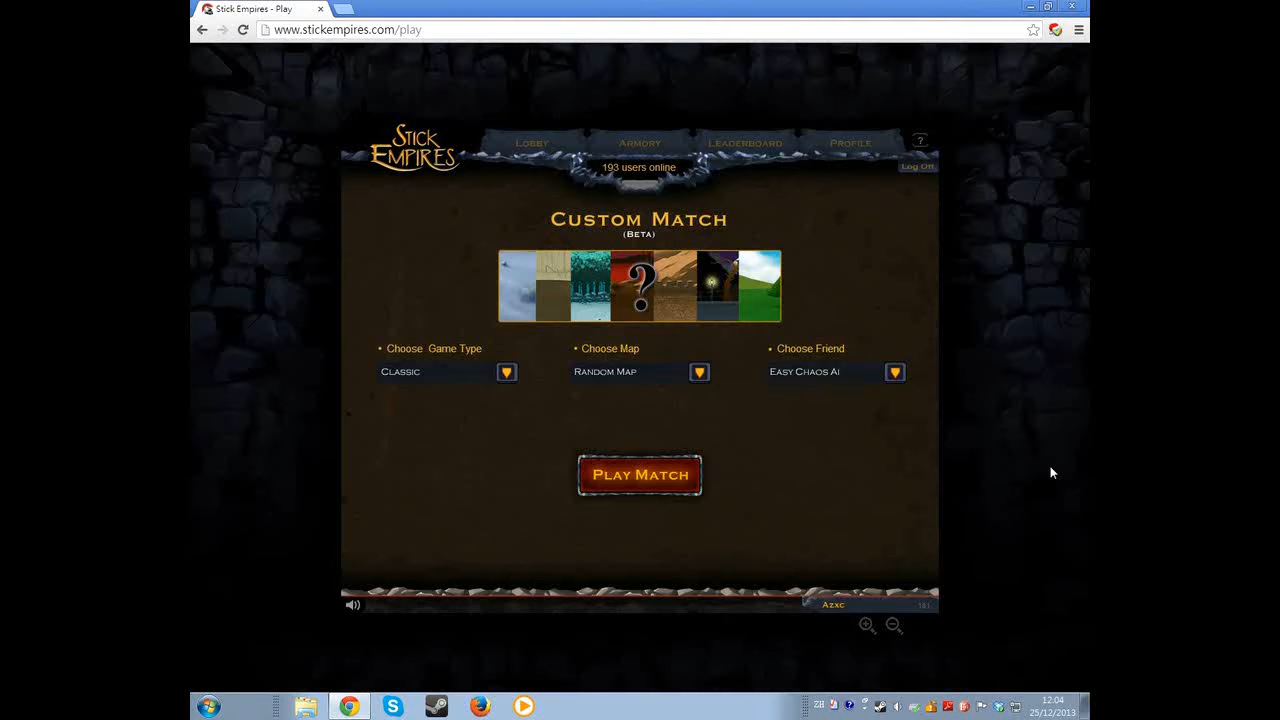 Stick Empires - Play
www.stickempires.com/play
STICK EMPIRES
LOBBY
ARMORY
LEADERBOARD
PROFILE
?
193 users online
Log Off
CUSTOM MATCH
(BETA)
?
• Choose Game Type
• Choose Map
• Choose Friend
CLASSIC
RANDOM MAP
EASY CHAOS AI
PLAY MATCH
AZXC
181
ZH
12:04
25/12/2013